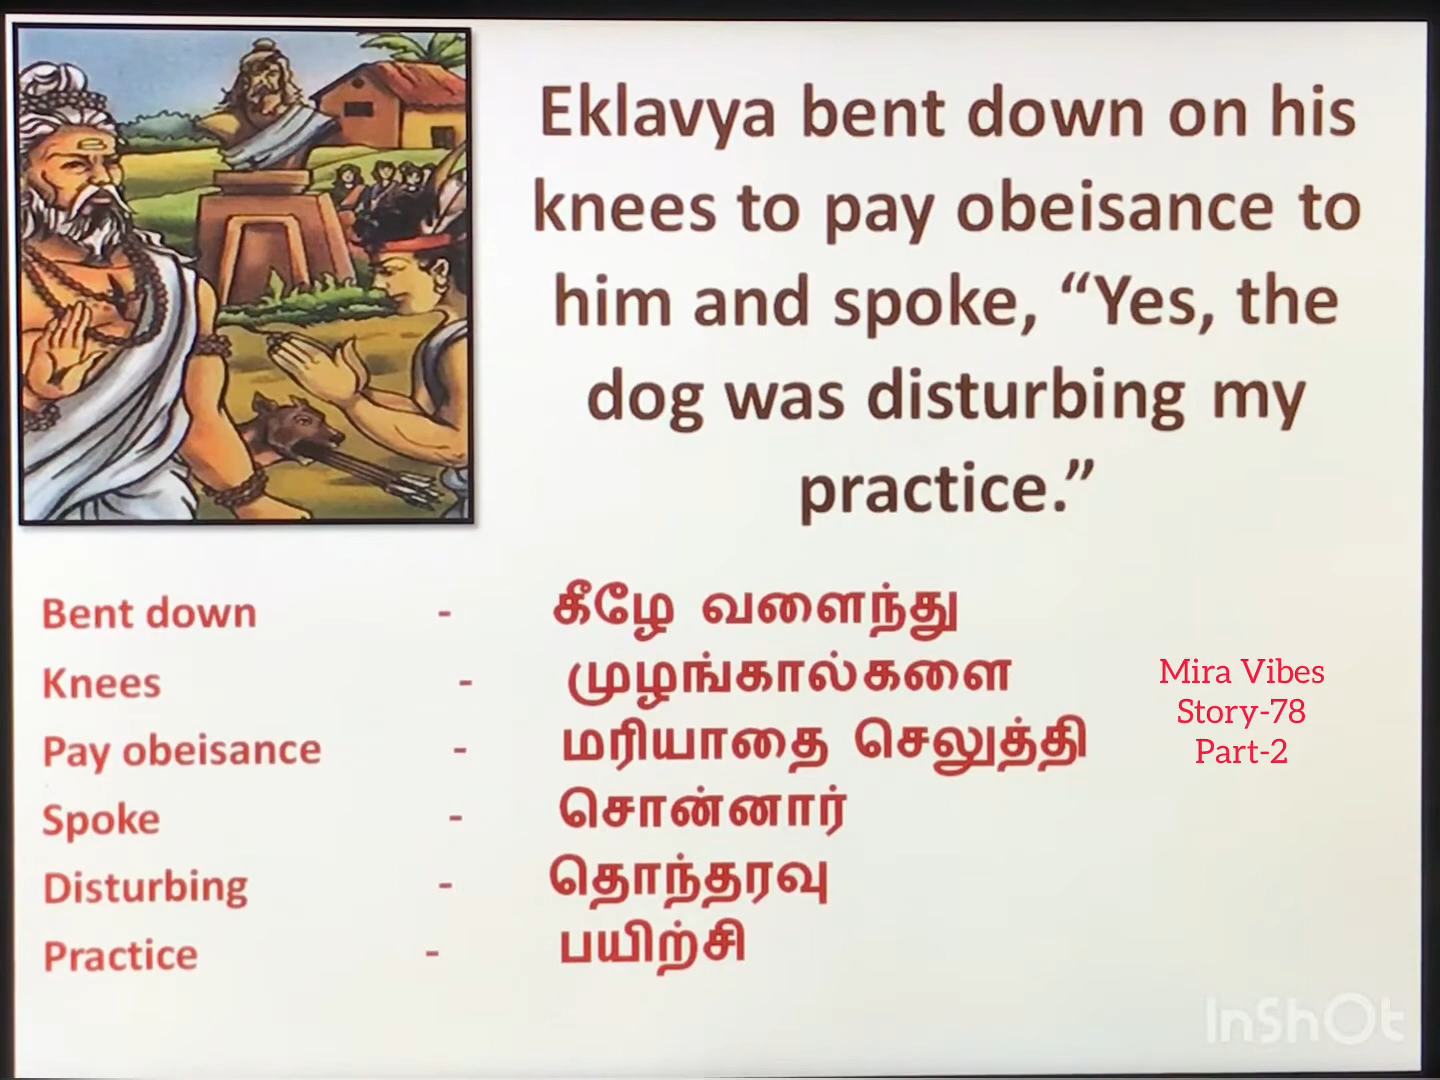 Eklavya bent down on his
knees to pay obeisance to
him and spoke, “Yes, the
dog was disturbing my
practice.”
Bent down - கீழே வளைந்து
Knees - முழங்கால்களை
Pay obeisance - மரியாதை செலுத்தி
Spoke - சொன்னார்
Disturbing - தொந்தரவு
Practice - பயிற்சி
Mira Vibes
Story-78
Part-2
InShOt